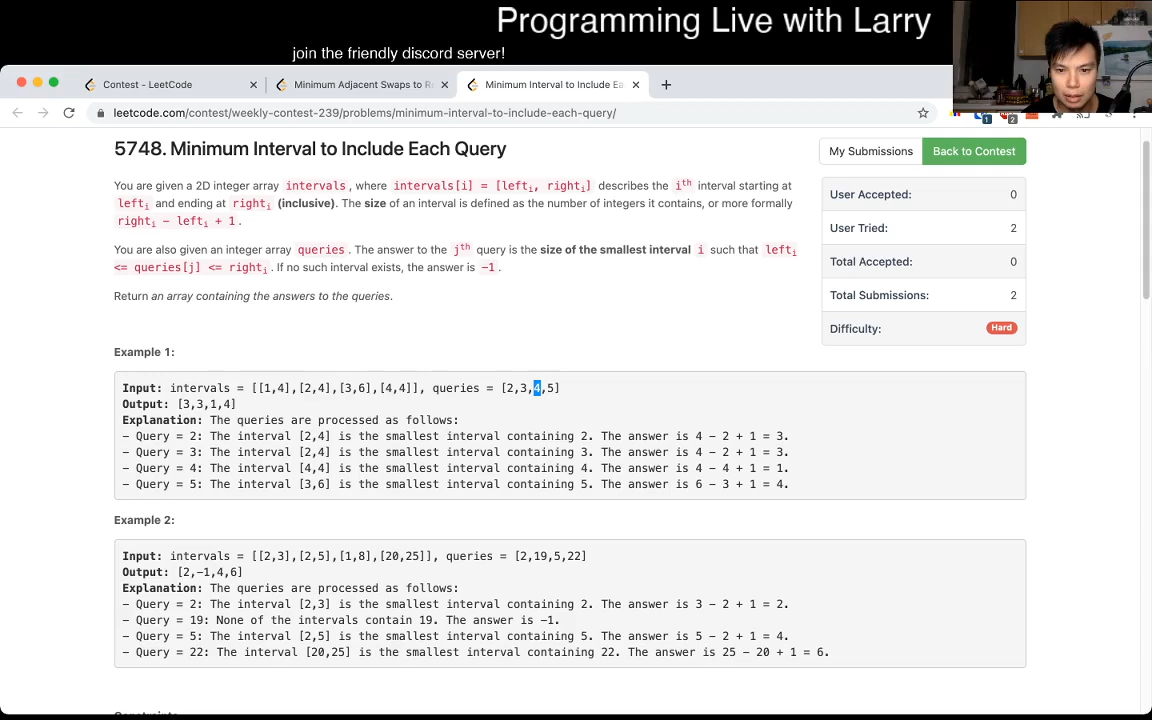 Programming Live with Larry
join the friendly discord server!
Contest - LeetCode
Minimum Adjacent Swaps to R
Minimum Interval to Include Ea
leetcode.com/contest/weekly-contest-239/problems/minimum-interval-to-include-each-query/
1
2
5748. Minimum Interval to Include Each Query
My Submissions
Back to Contest
You are given a 2D integer array intervals , where intervals[i] = [lefti, righti] describes the ith interval starting at
lefti and ending at righti (inclusive). The size of an interval is defined as the number of integers it contains, or more formally
righti − lefti + 1 .
You are also given an integer array queries . The answer to the jth query is the size of the smallest interval i such that lefti
<= queries[j] <= righti. If no such interval exists, the answer is −1 .
Return an array containing the answers to the queries.
User Accepted: 0
User Tried: 2
Total Accepted: 0
Total Submissions: 2
Difficulty: Hard
Example 1:
Input: intervals = [[1,4],[2,4],[3,6],[4,4]], queries = [2,3,4,5]
Output: [3,3,1,4]
Explanation: The queries are processed as follows:
− Query = 2: The interval [2,4] is the smallest interval containing 2. The answer is 4 − 2 + 1 = 3.
− Query = 3: The interval [2,4] is the smallest interval containing 3. The answer is 4 − 2 + 1 = 3.
− Query = 4: The interval [4,4] is the smallest interval containing 4. The answer is 4 − 4 + 1 = 1.
− Query = 5: The interval [3,6] is the smallest interval containing 5. The answer is 6 − 3 + 1 = 4.
Example 2:
Input: intervals = [[2,3],[2,5],[1,8],[20,25]], queries = [2,19,5,22]
Output: [2,−1,4,6]
Explanation: The queries are processed as follows:
− Query = 2: The interval [2,3] is the smallest interval containing 2. The answer is 3 − 2 + 1 = 2.
− Query = 19: None of the intervals contain 19. The answer is −1.
− Query = 5: The interval [2,5] is the smallest interval containing 5. The answer is 5 − 2 + 1 = 4.
− Query = 22: The interval [20,25] is the smallest interval containing 22. The answer is 25 − 20 + 1 = 6.